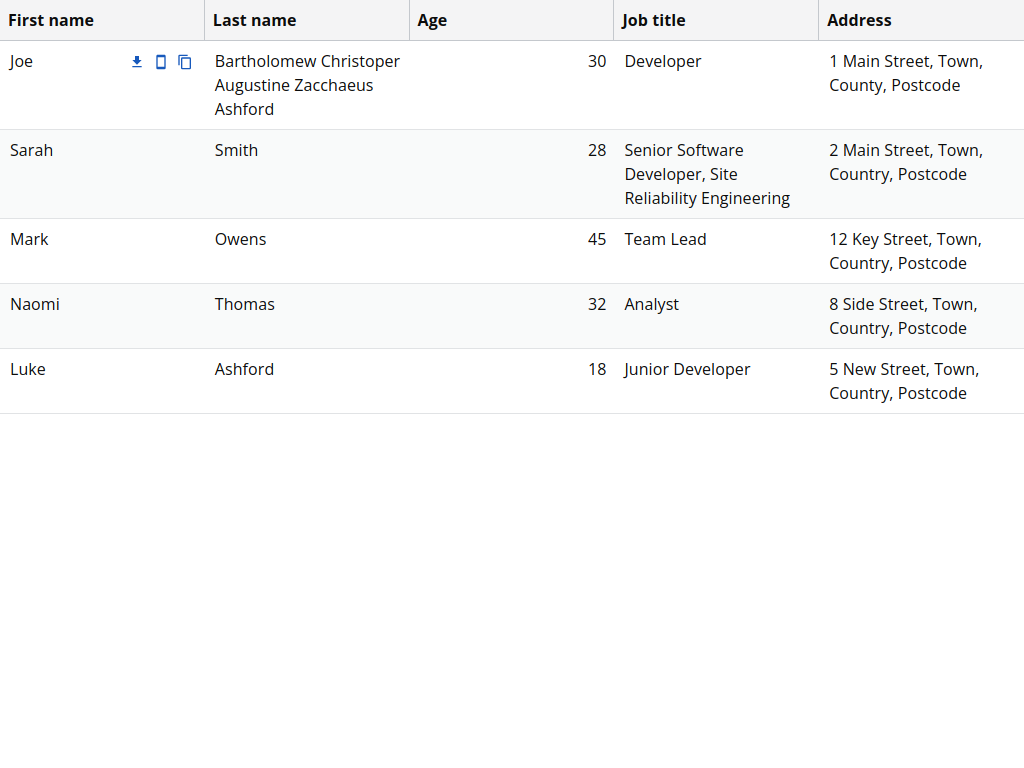 First name Last name Age Job title Address
Joe Bartholomew Christoper 30 Developer 1 Main Street, Town,
Augustine Zacchaeus County, Postcode
Ashford
Sarah Smith 28 Senior Software 2 Main Street, Town,
Developer, Site Country, Postcode
Reliability Engineering
Mark Owens 45 Team Lead 12 Key Street, Town,
Country, Postcode
Naomi Thomas 32 Analyst 8 Side Street, Town,
Country, Postcode
Luke Ashford 18 Junior Developer 5 New Street, Town,
Country, Postcode